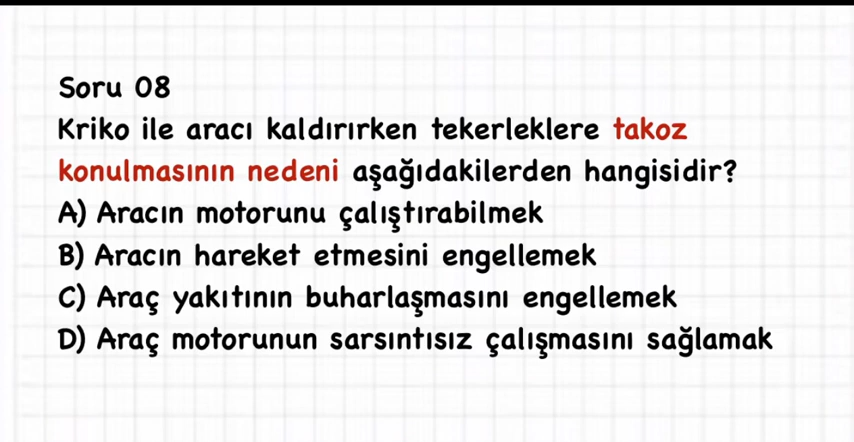 Soru 08
Kriko ile aracı kaldırırken tekerleklere takoz
konulmasının nedeni aşağıdakilerden hangisidir?
A) Aracın motorunu çalıştırabilmek
B) Aracın hareket etmesini engellemek
C) Araç yakıtının buharlaşmasını engellemek
D) Araç motorunun sarsıntısız çalışmasını sağlamak